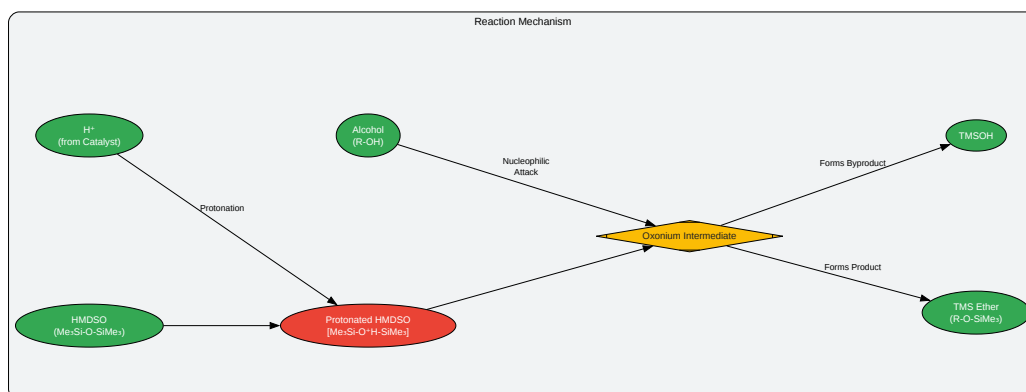 Reaction Mechanism
H⁺
(from Catalyst)
Alcohol
(R-OH)
TMSOH
Nucleophilic
Attack
Forms Byproduct
Protonation
Oxonium Intermediate
Forms Product
HMDSO
(Me₃Si-O-SiMe₃)
Protonated HMDSO
[Me₃Si-O⁺H-SiMe₃]
TMS Ether
(R-O-SiMe₃)